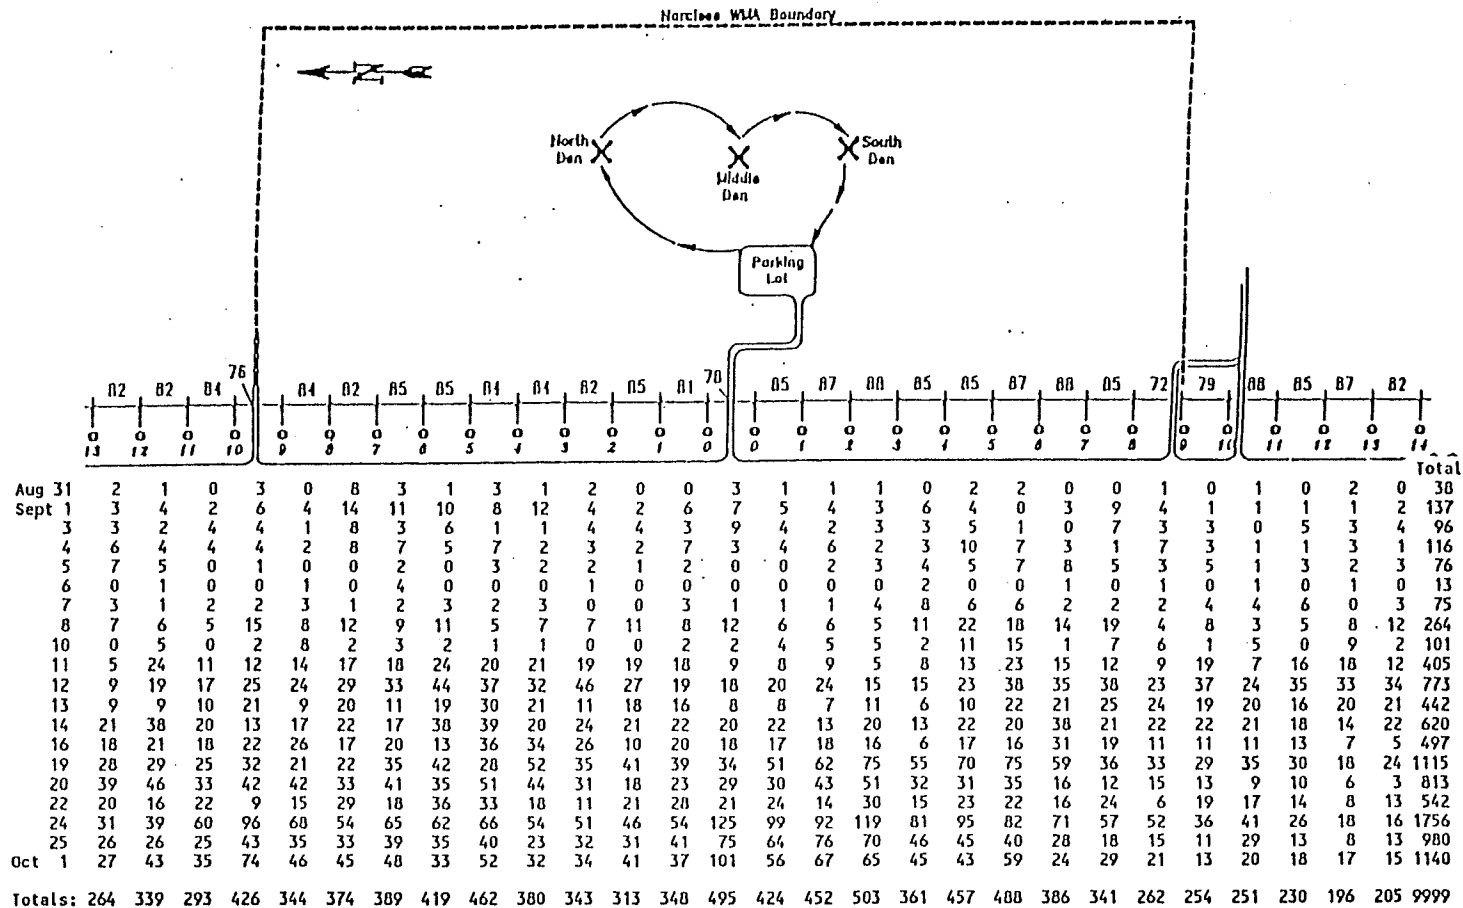 Narcisse WMA Boundary
N
North Den
Middle Den
South Den
Parking Lot
82 82 84 76 84 82 85 85 84 84 82 85 81 78 85 87 88 85 85 87 88 85 72 79 88 85 87 82
0 0 0 0 0 0 0 0 0 0 0 0 0 0 0 0 0 0 0 0 0 0 0 0 0 0 0 0 0
13 12 11 10 9 8 7 6 5 4 3 2 1 0 0 1 2 3 4 5 6 7 8 9 10 11 12 13 14
Total
Aug 31 2 1 0 3 0 8 3 1 3 1 2 0 0 3 1 1 1 0 2 2 0 0 1 0 1 0 2 0 38
Sept 1 3 4 2 6 4 14 11 10 8 12 4 2 6 7 5 4 3 6 4 0 3 9 4 1 1 1 1 2 137
3 3 2 4 4 1 8 3 6 1 1 4 4 3 9 4 2 3 3 5 1 0 7 3 3 0 5 3 4 96
4 6 4 4 4 2 8 7 5 7 2 3 2 7 3 4 6 2 3 10 7 3 1 7 3 1 1 3 1 116
5 7 5 0 1 0 0 2 0 3 2 2 1 2 0 0 2 3 4 5 7 8 5 3 5 1 3 2 3 76
6 0 1 0 0 1 0 4 0 0 0 1 0 0 0 0 0 0 2 0 0 1 0 1 0 1 0 1 0 13
7 3 1 2 2 3 1 2 3 2 3 0 0 3 1 1 1 4 8 6 6 2 2 2 4 4 6 0 3 75
8 7 6 5 15 8 12 9 11 5 7 7 11 8 12 6 6 5 11 22 18 14 19 4 8 3 5 8 12 264
10 0 5 0 2 8 2 3 2 1 1 0 0 2 2 4 5 5 2 11 15 1 7 6 1 5 0 9 2 101
11 5 24 11 12 14 17 18 24 20 21 19 19 18 9 8 9 5 8 13 23 15 12 9 19 7 16 18 12 405
12 9 19 17 25 24 29 33 44 37 32 46 27 19 18 20 24 15 15 23 38 35 38 23 37 24 35 33 34 773
13 9 9 10 21 9 20 11 19 30 21 11 18 16 8 8 7 11 6 10 22 21 25 24 19 20 16 20 21 442
14 21 38 20 13 17 22 17 38 39 20 24 21 22 20 22 13 20 13 22 20 38 21 22 22 21 18 14 22 620
16 18 21 18 22 26 17 20 13 36 34 26 10 20 18 17 18 16 6 17 16 31 19 11 11 11 13 7 5 497
19 28 29 25 32 21 22 35 42 28 52 35 41 39 34 51 62 75 55 70 75 59 36 33 29 35 30 18 24 1115
20 39 46 33 42 42 33 41 35 51 44 31 18 23 29 30 43 51 32 31 35 16 12 15 13 9 10 6 3 813
22 20 16 22 9 15 29 18 36 33 18 11 21 28 21 24 14 30 15 23 22 16 24 6 19 17 14 8 13 542
24 31 39 60 96 68 54 65 62 66 54 51 46 54 125 99 92 119 81 95 82 71 57 52 36 41 26 18 16 1756
25 26 26 25 43 35 33 39 35 40 23 32 31 41 75 64 76 70 46 45 40 28 18 15 11 29 13 8 13 980
Oct 1 27 43 35 74 46 45 48 33 52 32 34 41 37 101 56 67 65 45 43 59 24 29 21 13 20 18 17 15 1140
Totals: 264 339 293 426 344 374 389 419 462 380 343 313 348 495 424 452 503 361 457 488 386 341 262 254 251 230 196 205 9999